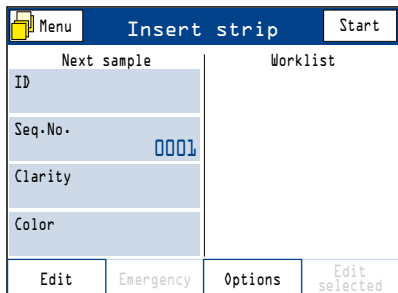 Menu
Insert strip
Start
Next sample
Worklist
ID
Seq.No.
0001
Clarity
Color
Edit
Emergency
Options
Edit
selected